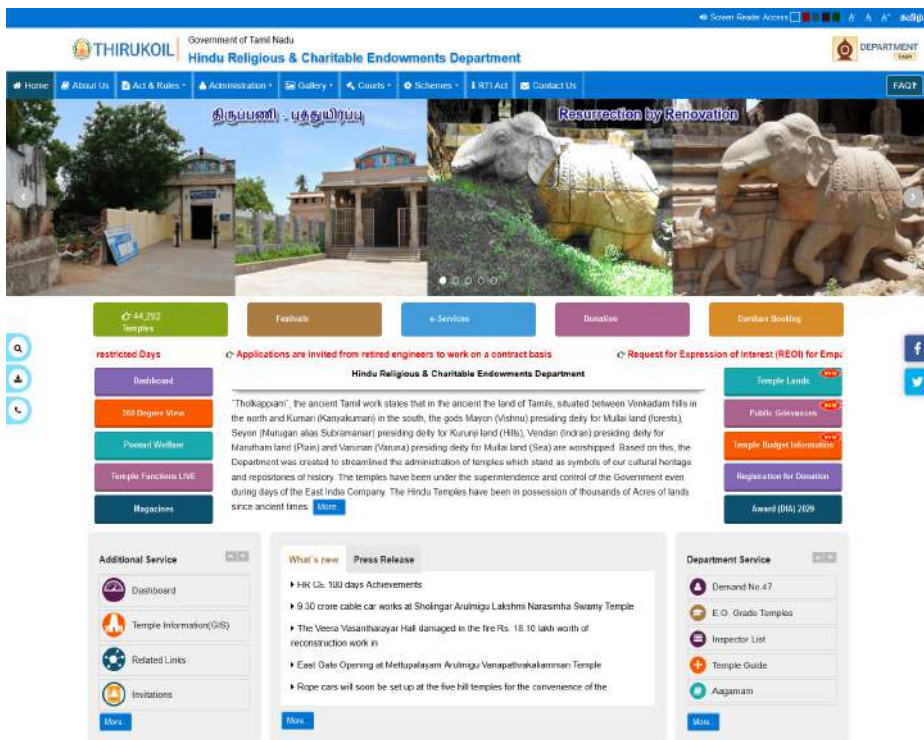 Screen Reader Access A- A A+ தமிழ்
THIRUKOIL
Government of Tamil Nadu
Hindu Religious & Charitable Endowments Department
DEPARTMENT
Login
Home About Us Act & Rules Administration Gallery Courts Schemes RTI Act Contact Us FAQ?
திருப்பணி - புத்துயிர்ப்பு
Resurrection by Renovation
44,292
Temples
Festivals
e-Services
Donation
Darshan Booking
restricted Days
Applications are invited from retired engineers to work on a contract basis
Request for Expression of Interest (REOI) for Empa
Dashboard
360 Degree View
Poosari Welfare
Temple Functions LIVE
Magazines
Hindu Religious & Charitable Endowments Department
"Tholkappiam", the ancient Tamil work states that in the ancient the land of Tamils, situated between Venkadam hills in
the north and Kumari (Kanyakumari) in the south, the gods Mayon (Vishnu) presiding deity for Mullai land (forests),
Seyon (Murugan alias Subramaniar) presiding deity for Kurunji land (Hills), Vendan (Indran) presiding deity for
Marutham land (Plain) and Varunan (Varuna) presiding deity for Mullai land (Sea) are worshipped. Based on this, the
Department was created to streamlined the administration of temples which stand as symbols of our cultural heritage
and repositories of history. The temples have been under the superintendence and control of the Government even
during days of the East India Company. The Hindu Temples have been in possession of thousands of Acres of lands
since ancient times. More..
Temple Lands
Public Grievances
Temple Budget Information
Registration for Donation
Award (DIA) 2020
Additional Service
Dashboard
Temple Information(GIS)
Related Links
Invitations
More..
What's new Press Release
HR CE 100 days Achievements
9.30 crore cable car works at Sholingar Arulmigu Lakshmi Narasimha Swamy Temple
The Veera Vasantharayar Hall damaged in the fire Rs. 18.10 lakh worth of
reconstruction work in
East Gate Opening at Mettupalayam Arulmigu Vanapathrakaliamman Temple
Rope cars will soon be set up at the five hill temples for the convenience of the
More..
Department Service
Demand No.47
E.O. Grade Temples
Inspector List
Temple Guide
Aagamam
More..